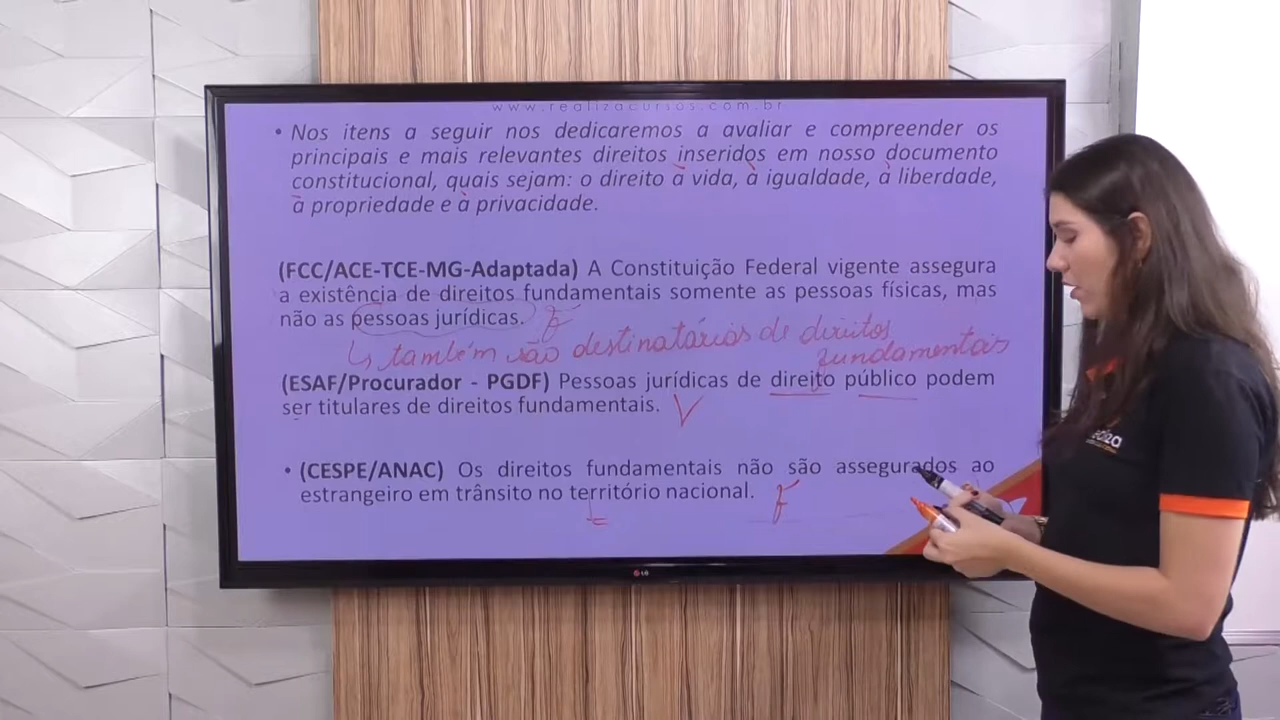 www.realizacursos.com.br
• Nos itens a seguir nos dedicaremos a avaliar e compreender os
principais e mais relevantes direitos inseridos em nosso documento
constitucional, quais sejam: o direito à vida, à igualdade, à liberdade,
à propriedade e à privacidade.
(FCC/ACE-TCE-MG-Adaptada) A Constituição Federal vigente assegura
a existência de direitos fundamentais somente as pessoas físicas, mas
não as pessoas jurídicas. F
↳ também são destinatários de direitos
fundamentais
(ESAF/Procurador - PGDF) Pessoas jurídicas de direito público podem
ser titulares de direitos fundamentais. V
• (CESPE/ANAC) Os direitos fundamentais não são assegurados ao
estrangeiro em trânsito no território nacional. F
LG